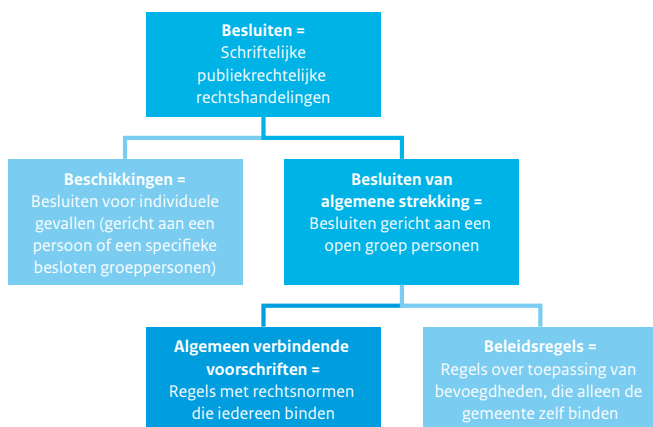 Besluiten =
Schriftelijke
publiekrechtelijke
rechtshandelingen
Beschikkingen =
Besluiten voor individuele
gevallen (gericht aan een
persoon of een specifieke
besloten groeppersonen)
Besluiten van
algemene strekking =
Besluiten gericht aan een
open groep personen
Algemeen verbindende
voorschriften =
Regels met rechtsnormen
die iedereen binden
Beleidsregels =
Regels over toepassing van
bevoegdheden, die alleen de
gemeente zelf binden